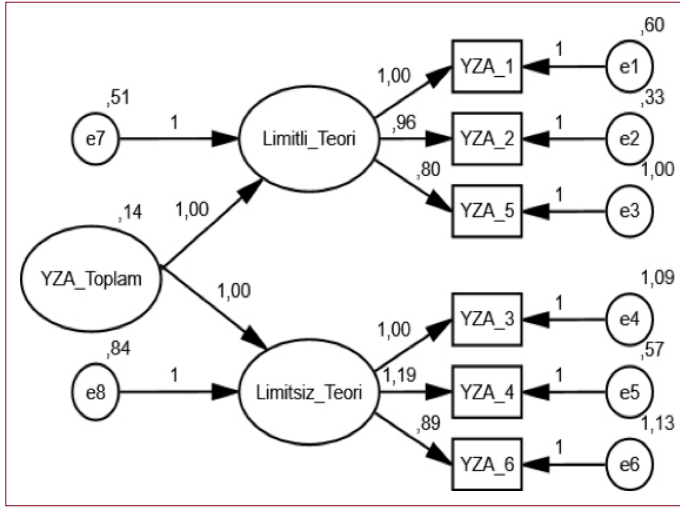 ,60
YZA_1
1
e1
1,00
,51
e7
1
Limitli_Teori
,96
YZA_2
1
,33
e2
,80
YZA_5
1
1,00
e3
,14
YZA_Toplam
1,00
1,00
1,09
YZA_3
1
e4
1,00
,84
e8
1
Limitsiz_Teori
1,19
YZA_4
1
,57
e5
,89
YZA_6
1
1,13
e6